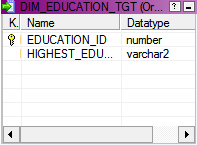 DIM_EDUCATION_TGT (Or...
K. Name Datatype
EDUCATION_ID number
HIGHEST_EDU... varchar2